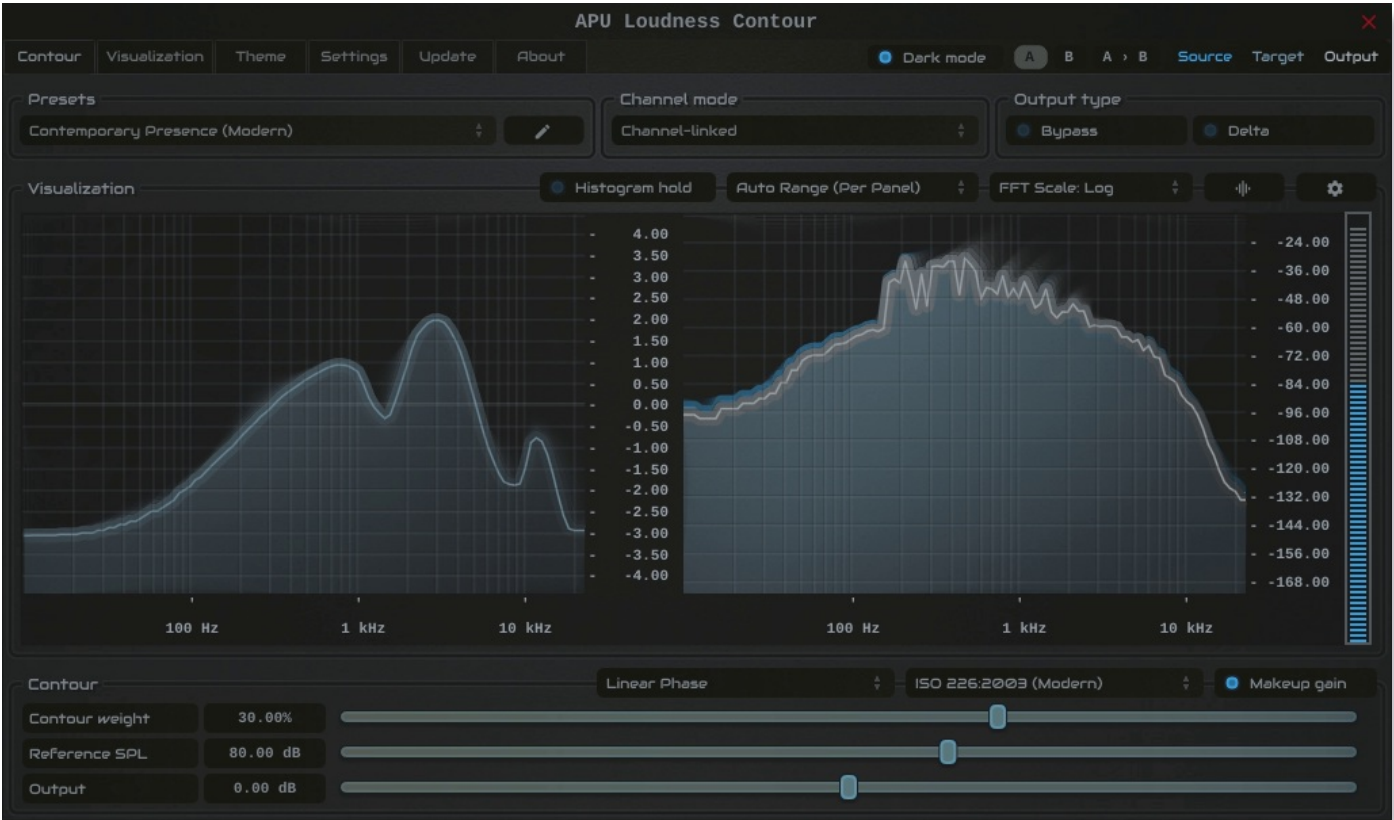 APU Loudness Contour
Contour Visualization Theme Settings Update About Dark mode A B A › B Source Target Output
Presets Channel mode Output type
Contemporary Presence (Modern) Channel-linked Bypass Delta
Visualization Histogram hold Auto Range (Per Panel) FFT Scale: Log
- 4.00
- 3.50
- 3.00
- 2.50
- 2.00
- 1.50
- 1.00
- 0.50
- 0.00
- -0.50
- -1.00
- -1.50
- -2.00
- -2.50
- -3.00
- -3.50
- -4.00
100 Hz 1 kHz 10 kHz
- -24.00
- -36.00
- -48.00
- -60.00
- -72.00
- -84.00
- -96.00
- -108.00
- -120.00
- -132.00
- -144.00
- -156.00
- -168.00
100 Hz 1 kHz 10 kHz
Contour Linear Phase ISO 226:2003 (Modern) Makeup gain
Contour weight 30.00%
Reference SPL 80.00 dB
Output 0.00 dB